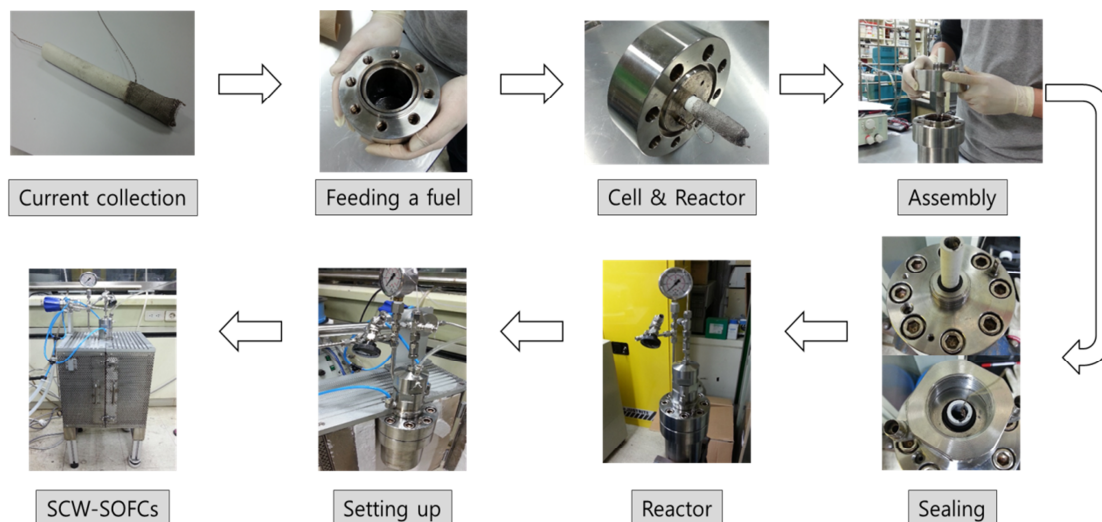 Current collection
Feeding a fuel
Cell & Reactor
Assembly
SCW-SOFCs
Setting up
Reactor
Sealing